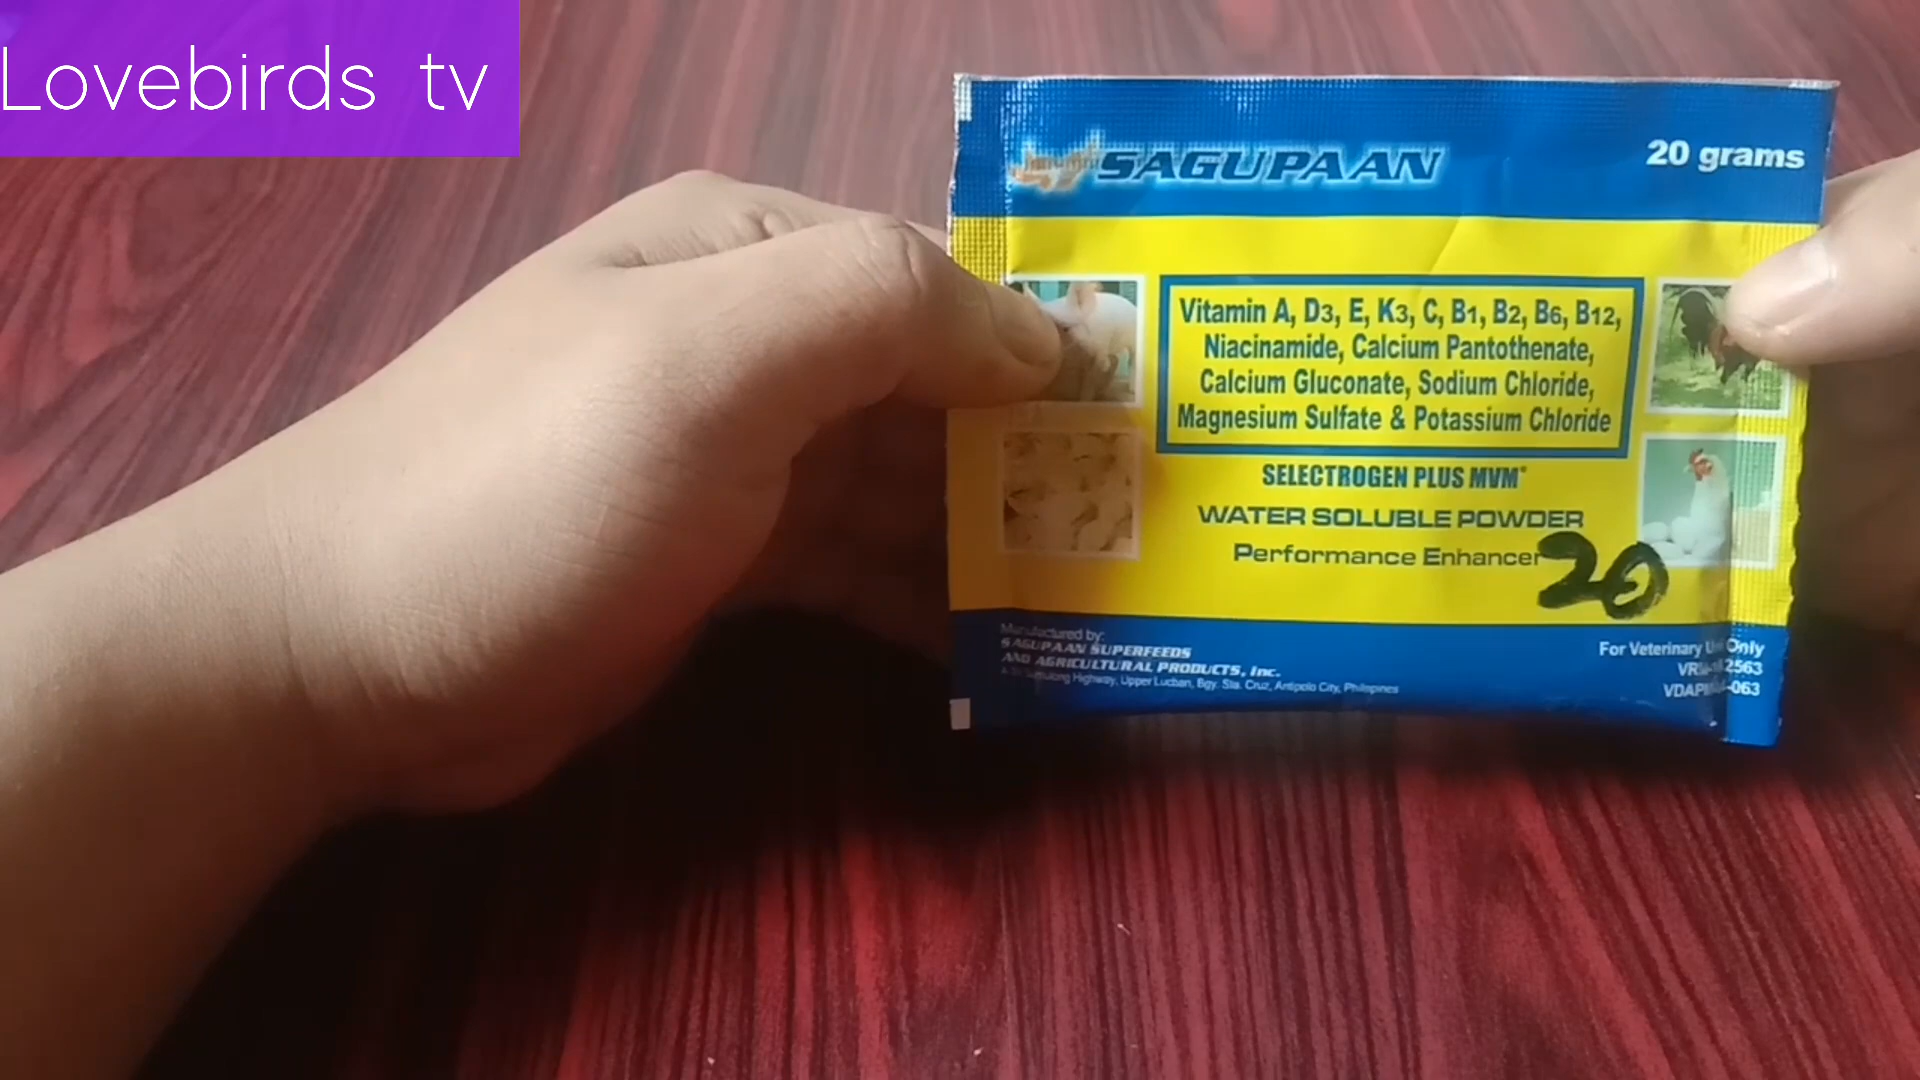 Lovebirds tv
SAGUPAAN
20 grams
Vitamin A, D3, E, K3, C, B1, B2, B6, B12,
Niacinamide, Calcium Pantothenate,
Calcium Gluconate, Sodium Chloride,
Magnesium Sulfate & Potassium Chloride
SELECTROGEN PLUS MVM®
WATER SOLUBLE POWDER
Performance Enhancer
20
Manufactured by:
SAGUPAAN SUPERFEEDS
AND AGRICULTURAL PRODUCTS, Inc.
Highway, Upper Lucban, Bgy. Sta. Cruz, Antipolo City, Philippines
For Veterinary Use Only